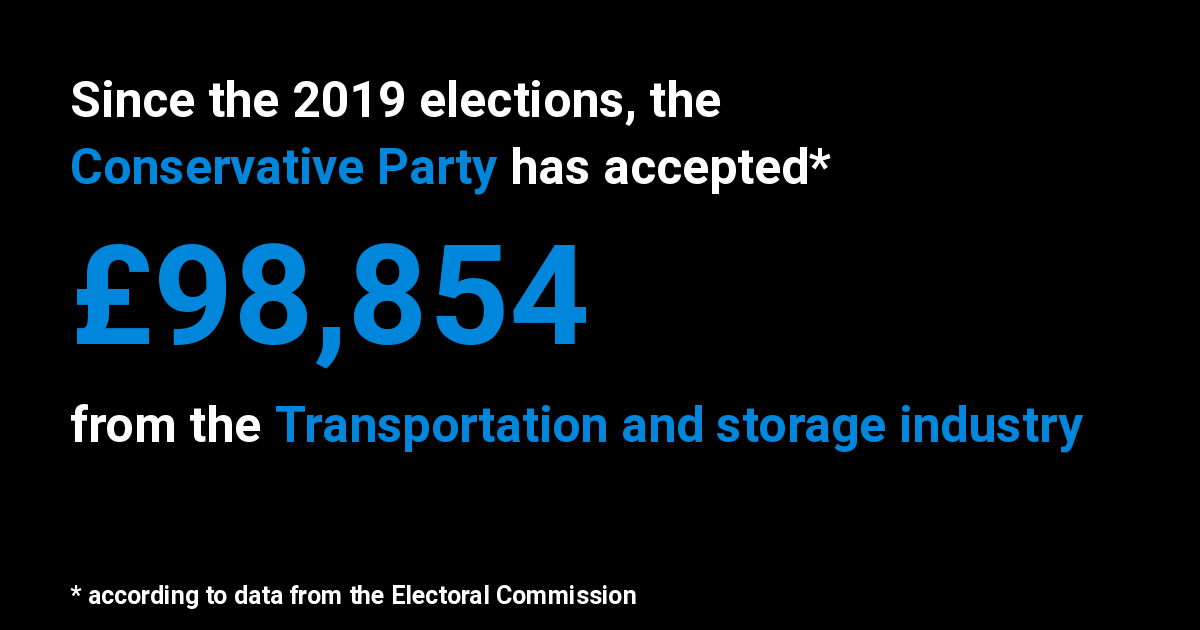 Since the 2019 elections, the
Conservative Party has accepted*
£98,854
from the Transportation and storage industry
* according to data from the Electoral Commission